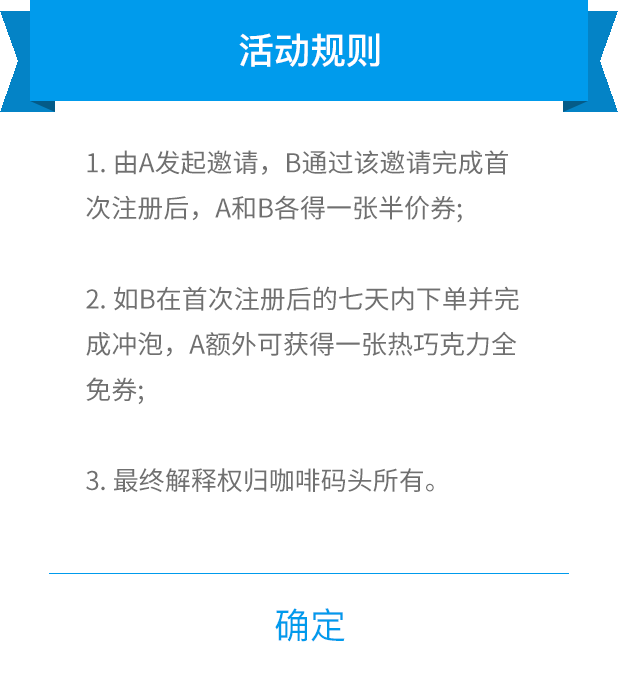 活动规则
1. 由A发起邀请，B通过该邀请完成首
次注册后，A和B各得一张半价券;
2. 如B在首次注册后的七天内下单并完
成冲泡，A额外可获得一张热巧克力全
免券;
3. 最终解释权归咖啡码头所有。
确定